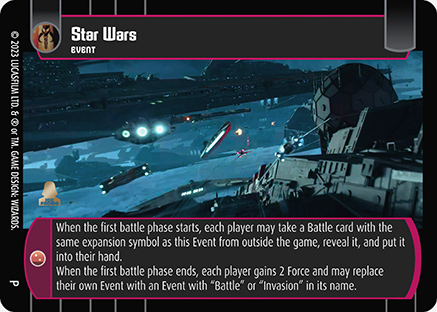 Star Wars
EVENT
When the first battle phase starts, each player may take a Battle card with the
same expansion symbol as this Event from outside the game, reveal it, and put it
into their hand.
When the first battle phase ends, each player gains 2 Force and may replace
their own Event with an Event with “Battle” or “Invasion” in its name.
© 2023 LUCASFILM LTD. & ® or TM. GAME DESIGN: WIZARDS.
P